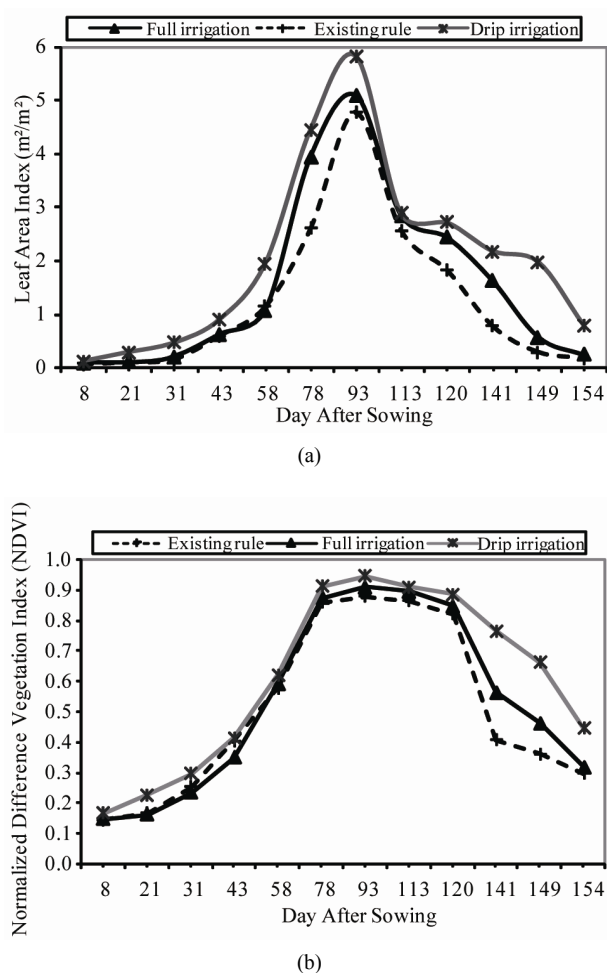 Full irrigation Existing rule Drip irrigation
Leaf Area Index (m²/m²)
6
5
4
3
2
1
0
8 21 31 43 58 78 93 113 120 141 149 154
Day After Sowing
(a)
Existing rule Full irrigation Drip irrigation
Normalized Difference Vegetation Index (NDVI)
1.0
0.9
0.8
0.7
0.6
0.5
0.4
0.3
0.2
0.1
0.0
8 21 31 43 58 78 93 113 120 141 149 154
Day After Sowing
(b)